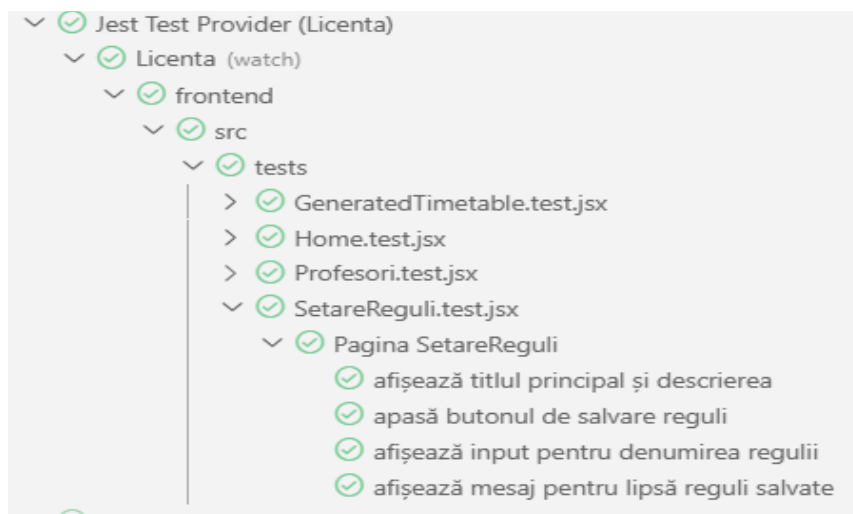 Jest Test Provider (Licenta)
Licenta (watch)
frontend
src
tests
GeneratedTimetable.test.jsx
Home.test.jsx
Profesori.test.jsx
SetareReguli.test.jsx
Pagina SetareReguli
afișează titlul principal și descrierea
apasă butonul de salvare reguli
afișează input pentru denumirea regulii
afișează mesaj pentru lipsă reguli salvate